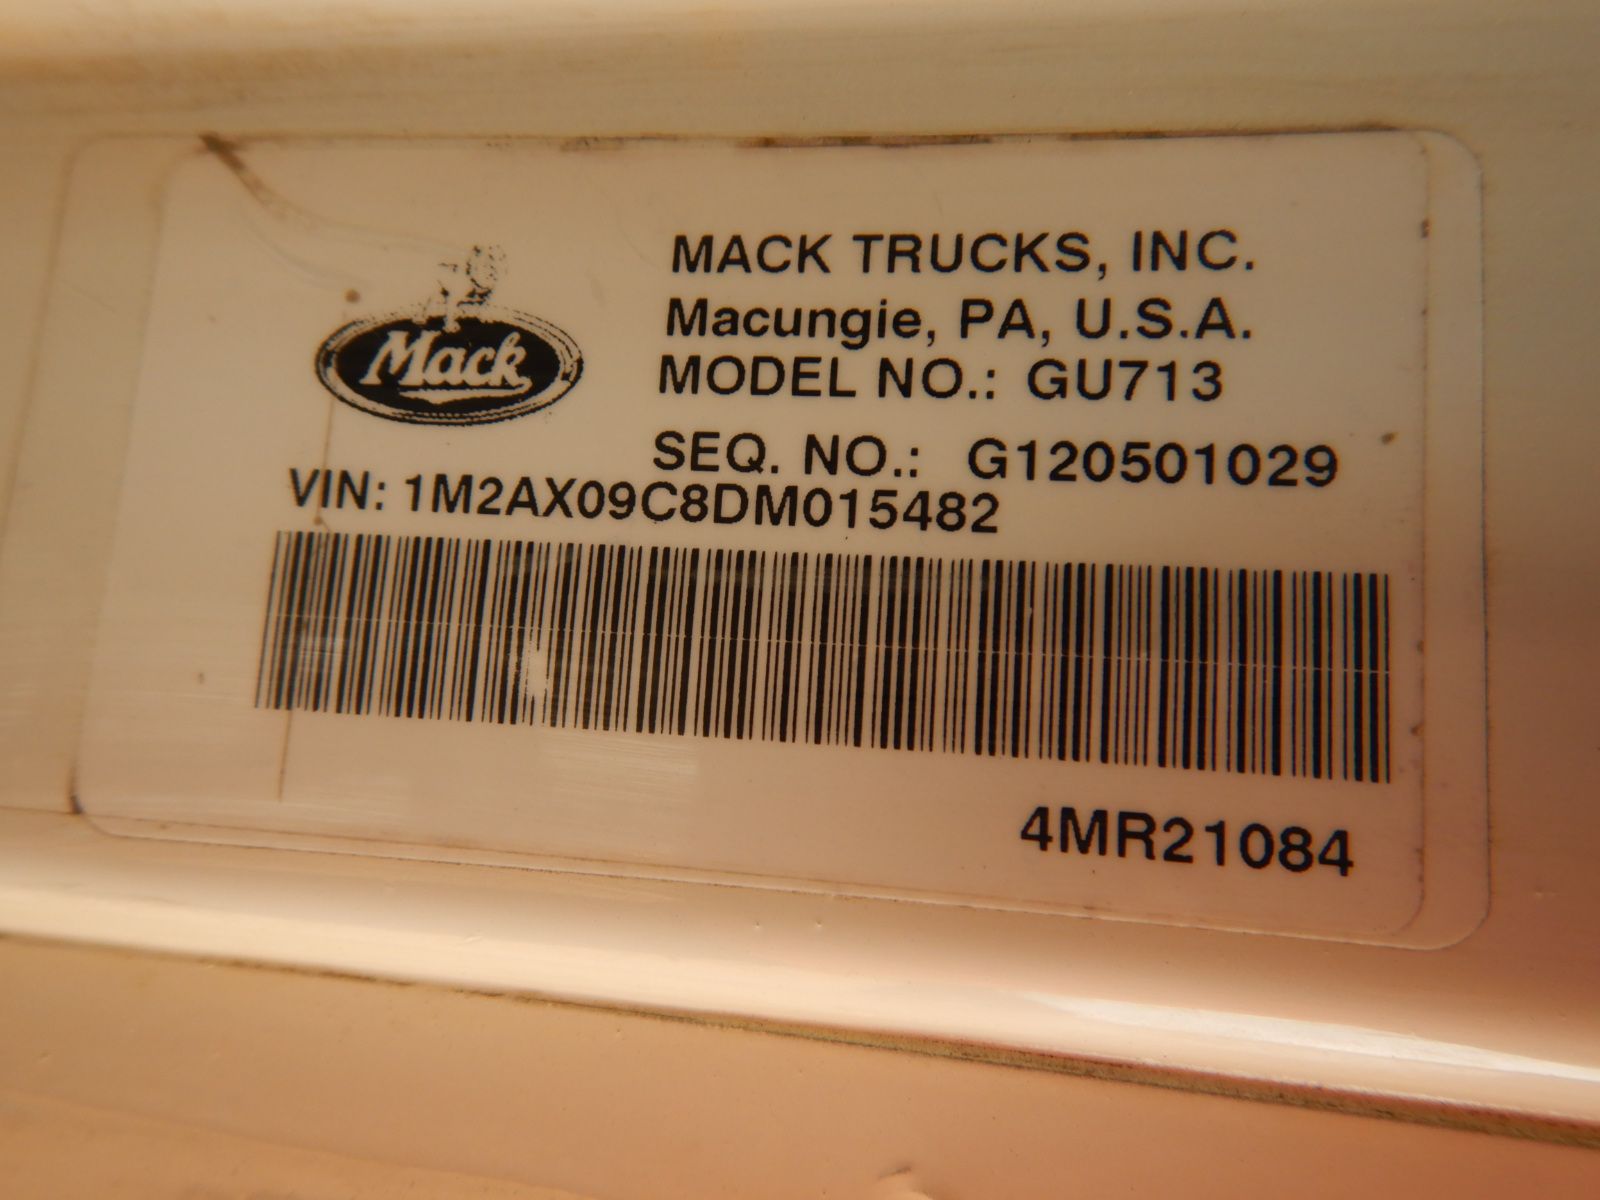 Mack
MACK TRUCKS, INC.
Macungie, PA, U.S.A.
MODEL NO.: GU713
SEQ. NO.: G120501029
VIN: 1M2AX09C8DM015482
4MR21084